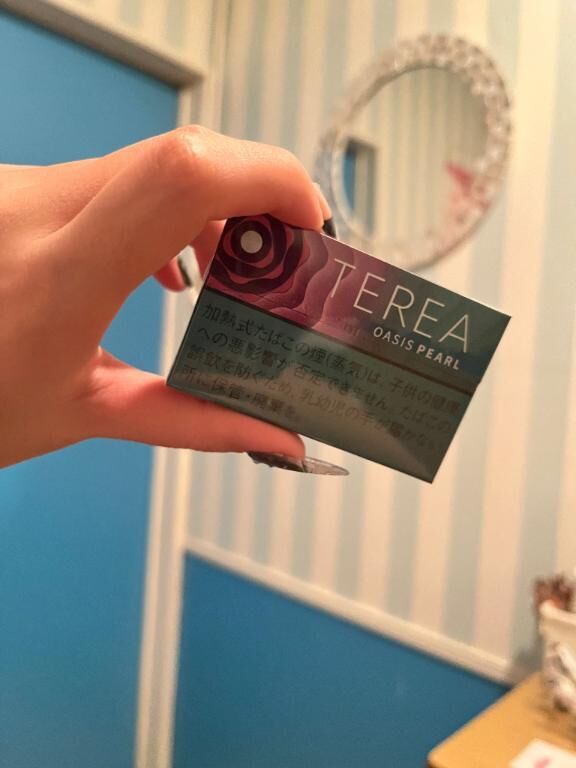 TEREA
OASIS PEARL
加熱式たばこの煙(蒸気)は、子供の健康
への悪影響が否定できません。たばこの
誤飲を防ぐため、乳幼児の手が届かない
所に保管・廃棄を。